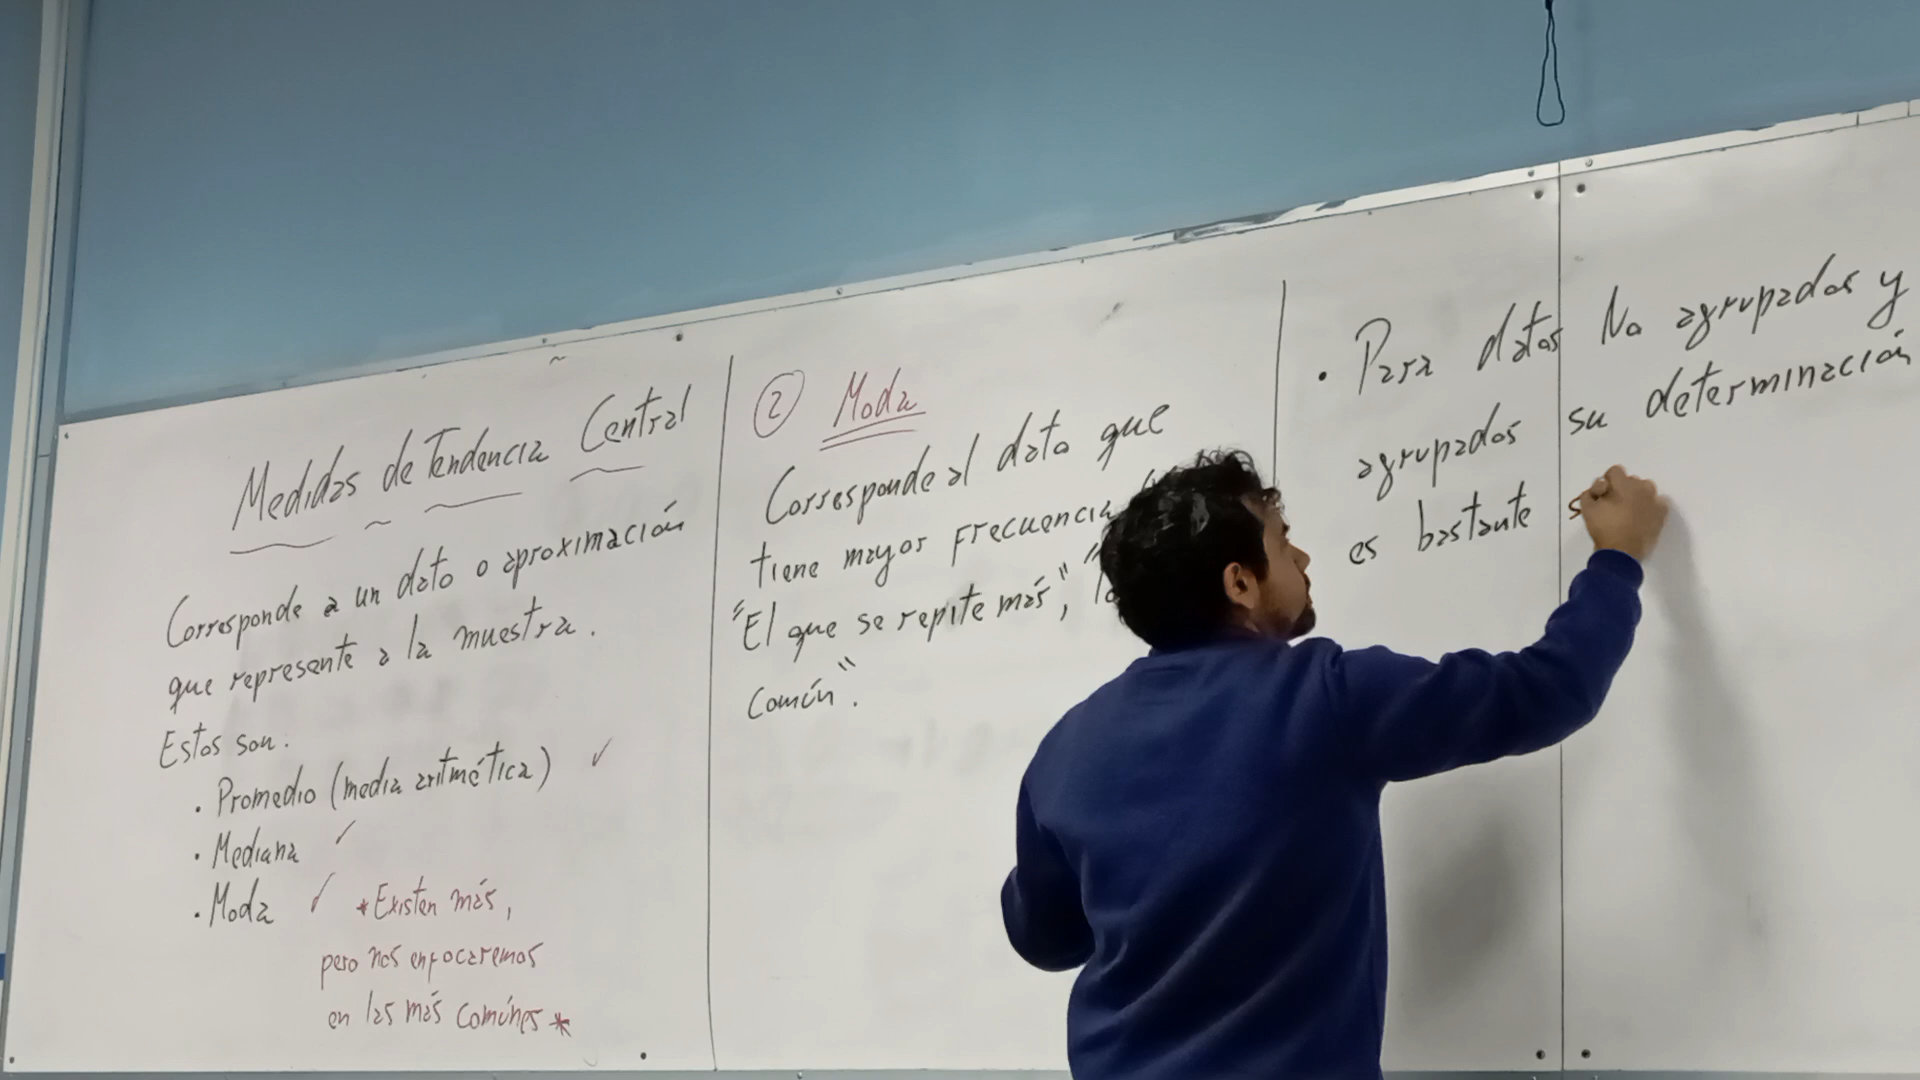 Medidas de Tendencia Central
Corresponde a un dato o aproximación
que represente a la muestra.
Estos son:
• Promedio (media aritmética) ✓
• Mediana ✓
• Moda ✓ *Existen más,
pero nos enfocaremos
en las más comúnes*
② Moda
Corresponde al dato que
tiene mayor frecuencia
"El que se repite más", "
común".
• Para datos No agrupados y
agrupados su determinación
es bastante s